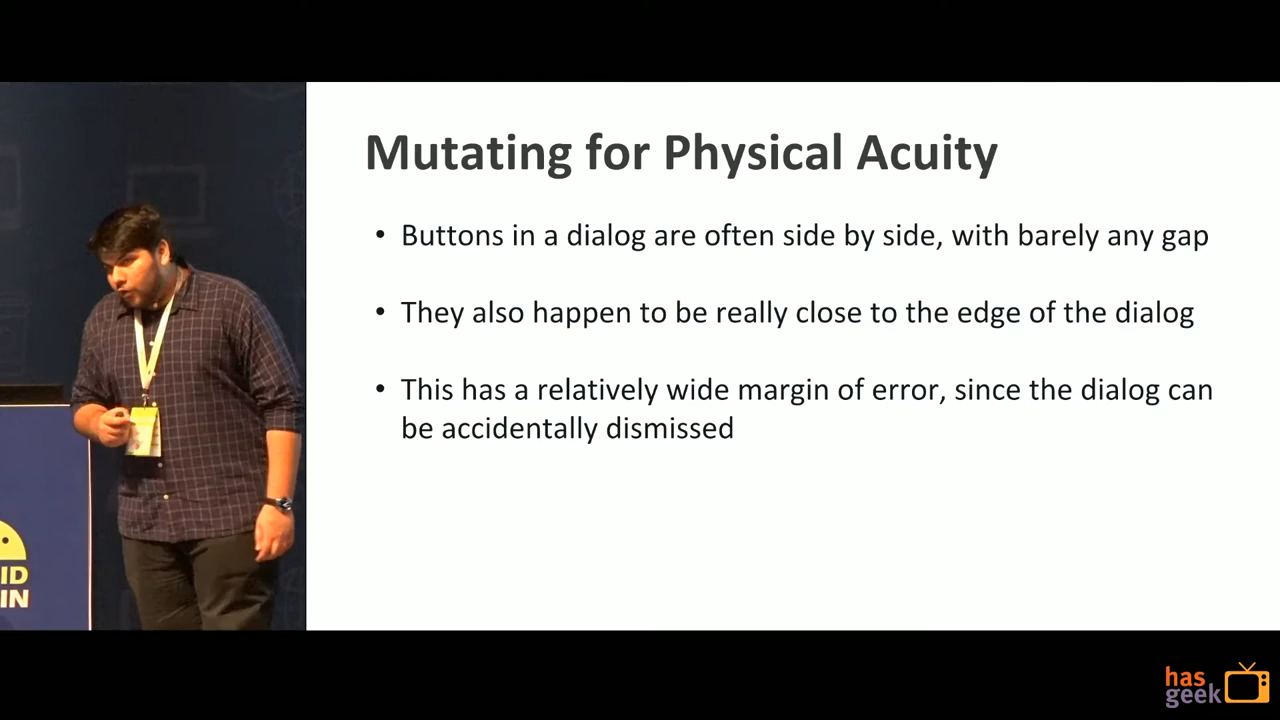 Mutating for Physical Acuity
• Buttons in a dialog are often side by side, with barely any gap
• They also happen to be really close to the edge of the dialog
• This has a relatively wide margin of error, since the dialog can
be accidentally dismissed
ID
IN
has
geek